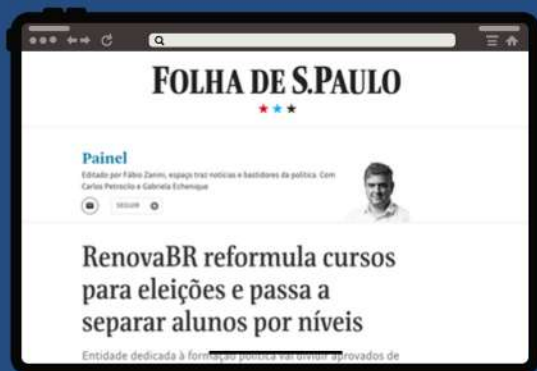 FOLHA DE S.PAULO
Painel
Editado por Fábio Zanini, espaço traz notícias e bastidores da política. Com
Carlos Petrocilo e Gabriela Echenique
SEGUIR
RenovaBR reformula cursos
para eleições e passa a
separar alunos por níveis
Entidade dedicada à formação política vai dividir aprovados de